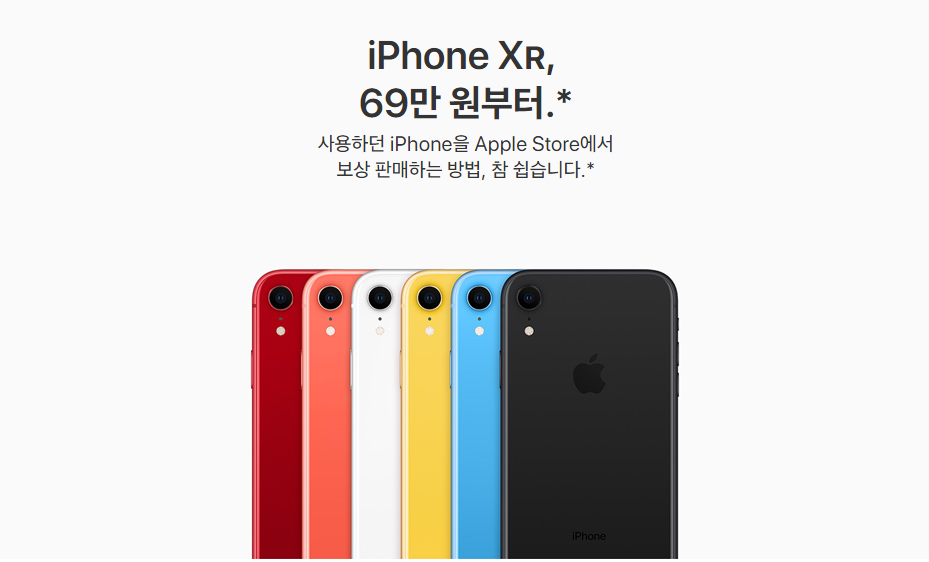 iPhone XR,
69만 원부터.*
사용하던 iPhone을 Apple Store에서
보상 판매하는 방법, 참 쉽습니다.*
iPhone